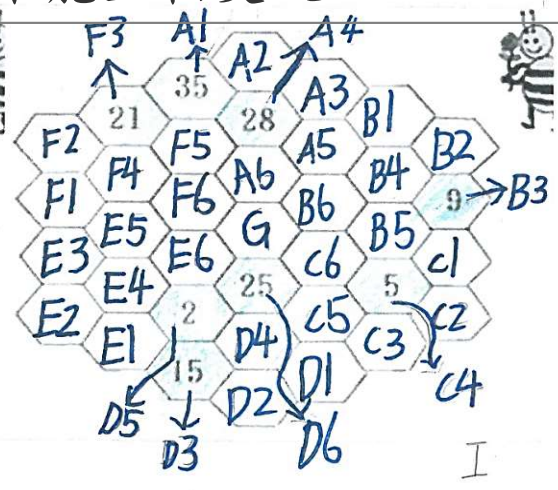 F3 A1 A4
A2
35 A3
21 28 B1
F2 F5 A5 B2
F4 A6 B4
F1 F6 B6 9 B3
E5 G B5
E3 E6 C6 C1
E4 25 5
E2 2 C5 C2
E1 D4 C3
15 D1 C4
D5 D2
D3 D6
I